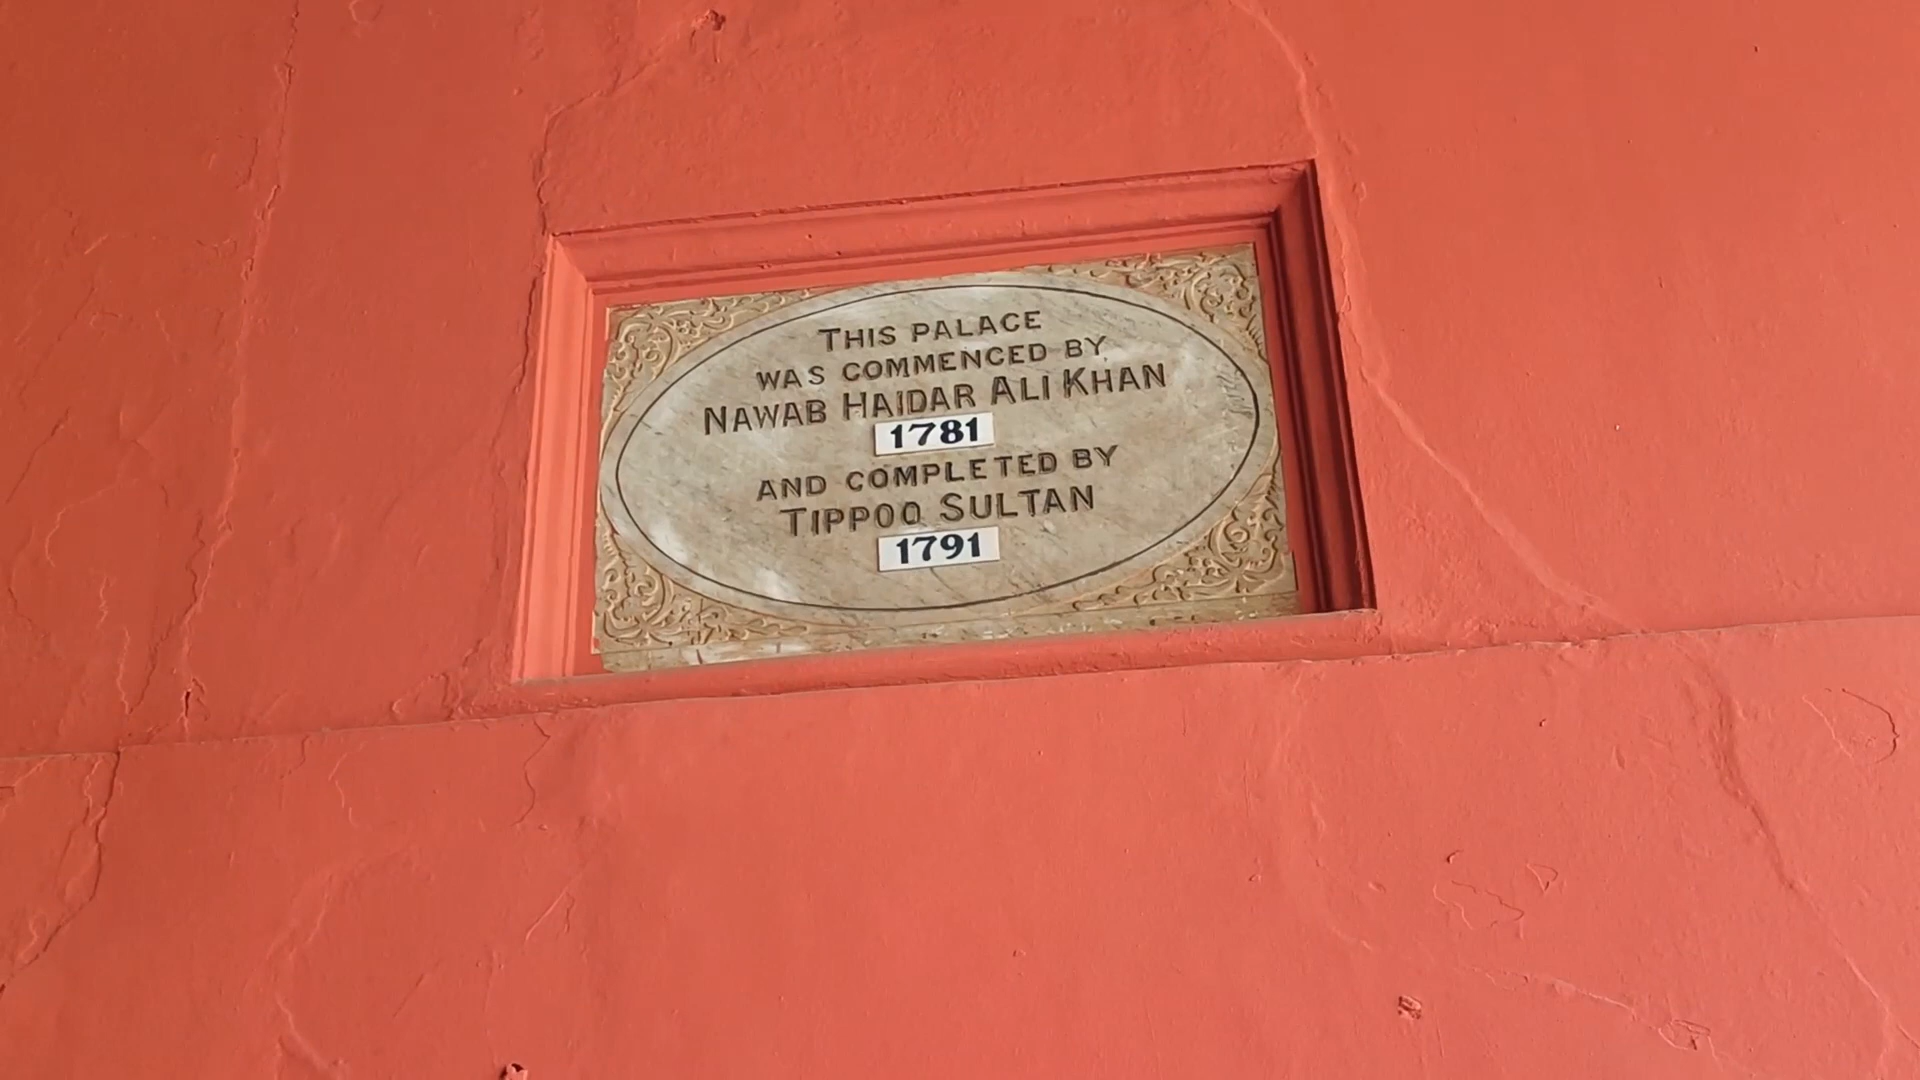 THIS PALACE
WAS COMMENCED BY
NAWAB HAIDAR ALI KHAN
1781
AND COMPLETED BY
TIPPOO SULTAN
1791